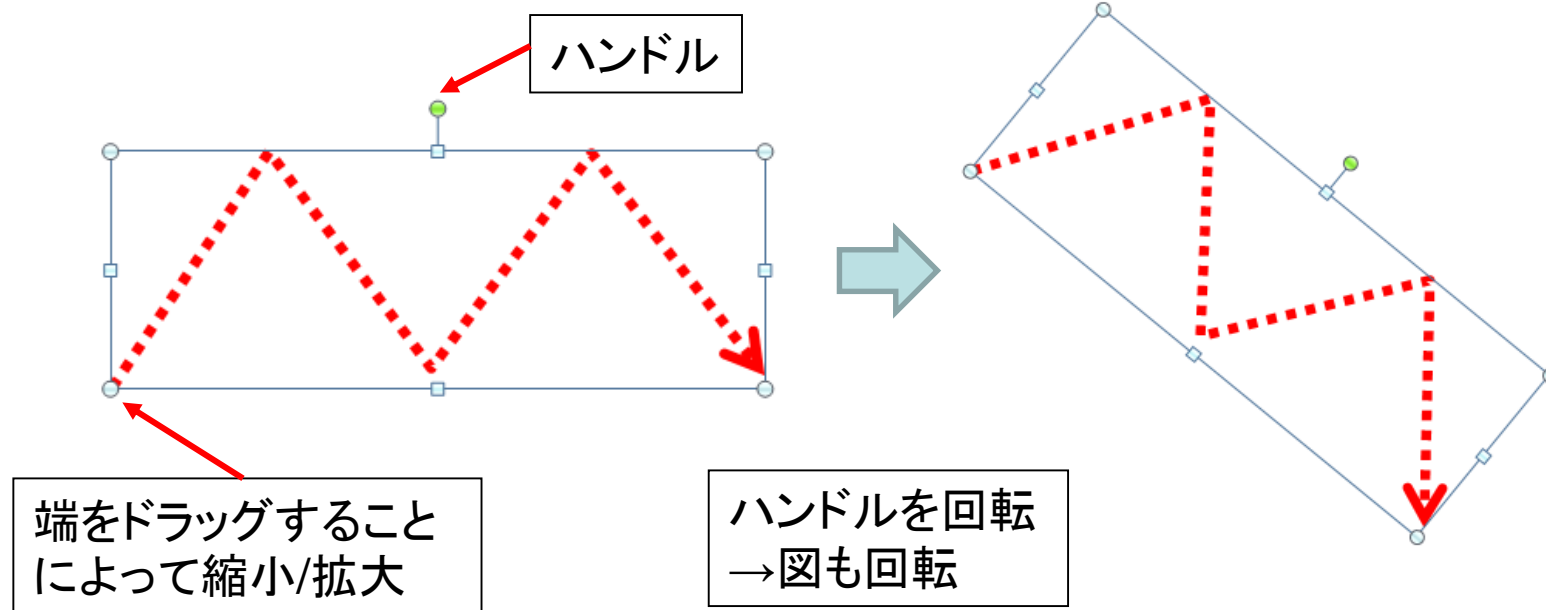 ハンドル
端をドラッグすること
によって縮小/拡大
ハンドルを回転
→図も回転